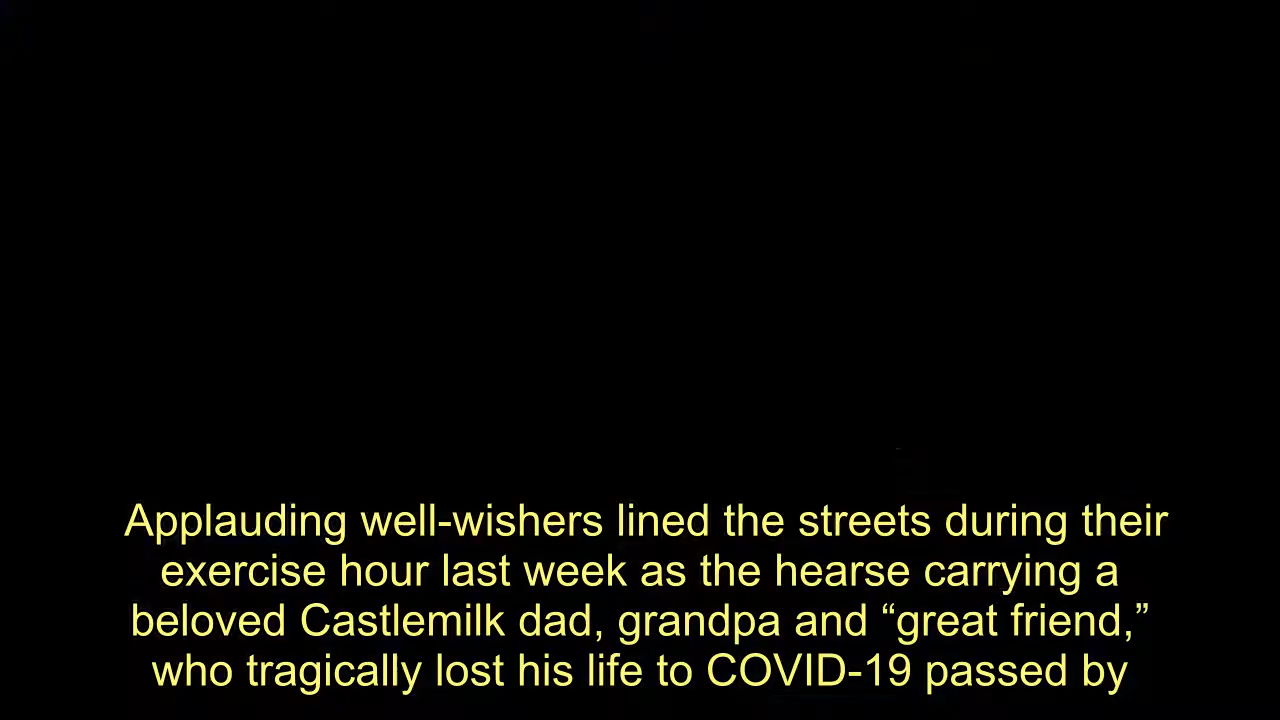 Applauding well-wishers lined the streets during their
exercise hour last week as the hearse carrying a
beloved Castlemilk dad, grandpa and “great friend,”
who tragically lost his life to COVID-19 passed by